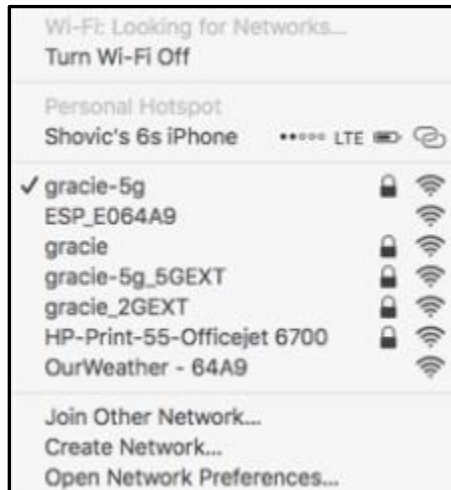 Wi-Fi: Looking for Networks...
Turn Wi-Fi Off
Personal Hotspot
Shovic's 6s iPhone LTE
✓ gracie-5g
ESP_E064A9
gracie
gracie-5g_5GEXT
gracie_2GEXT
HP-Print-55-Officejet 6700
OurWeather - 64A9
Join Other Network...
Create Network...
Open Network Preferences...